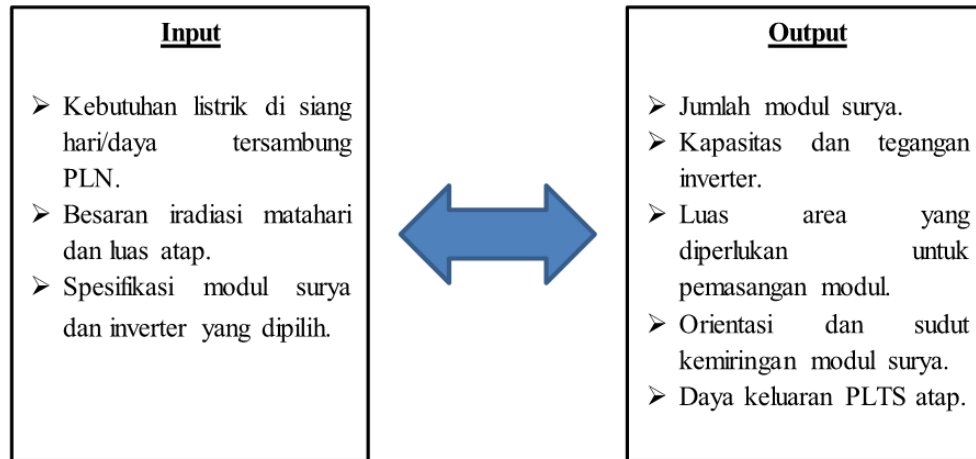 Input
➢ Kebutuhan listrik di siang
hari/daya tersambung
PLN.
➢ Besaran iradiasi matahari
dan luas atap.
➢ Spesifikasi modul surya
dan inverter yang dipilih.
Output
➢ Jumlah modul surya.
➢ Kapasitas dan tegangan
inverter.
➢ Luas area yang
diperlukan untuk
pemasangan modul.
➢ Orientasi dan sudut
kemiringan modul surya.
➢ Daya keluaran PLTS atap.